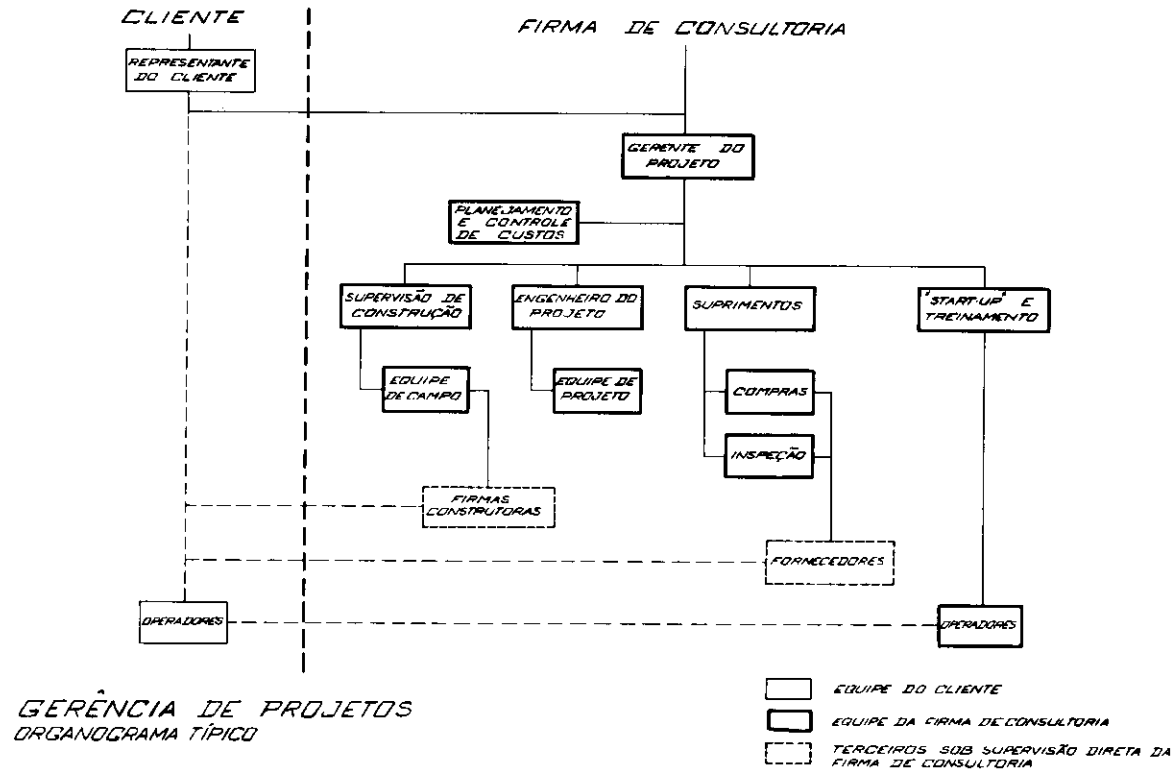 CLIENTE
FIRMA DE CONSULTORIA
REPRESENTANTE
DO CLIENTE
GERENTE DO
PROJETO
PLANEJAMENTO
E CONTROLE
DE CUSTOS
SUPERVISÃO DE
CONSTRUÇÃO
ENGENHEIRO DO
PROJETO
SUPRIMENTOS
"START-UP" E
TREINAMENTO
EQUIPE
DE CAMPO
EQUIPE DE
PROJETO
COMPRAS
INSPEÇÃO
FIRMAS
CONSTRUTORAS
FORNECEDORES
OPERADORES
OPERADORES
GERÊNCIA DE PROJETOS
ORGANOGRAMA TÍPICO
EQUIPE DO CLIENTE
EQUIPE DA FIRMA DE CONSULTORIA
TERCEIROS SOB SUPERVISÃO DIRETA DA
FIRMA DE CONSULTORIA